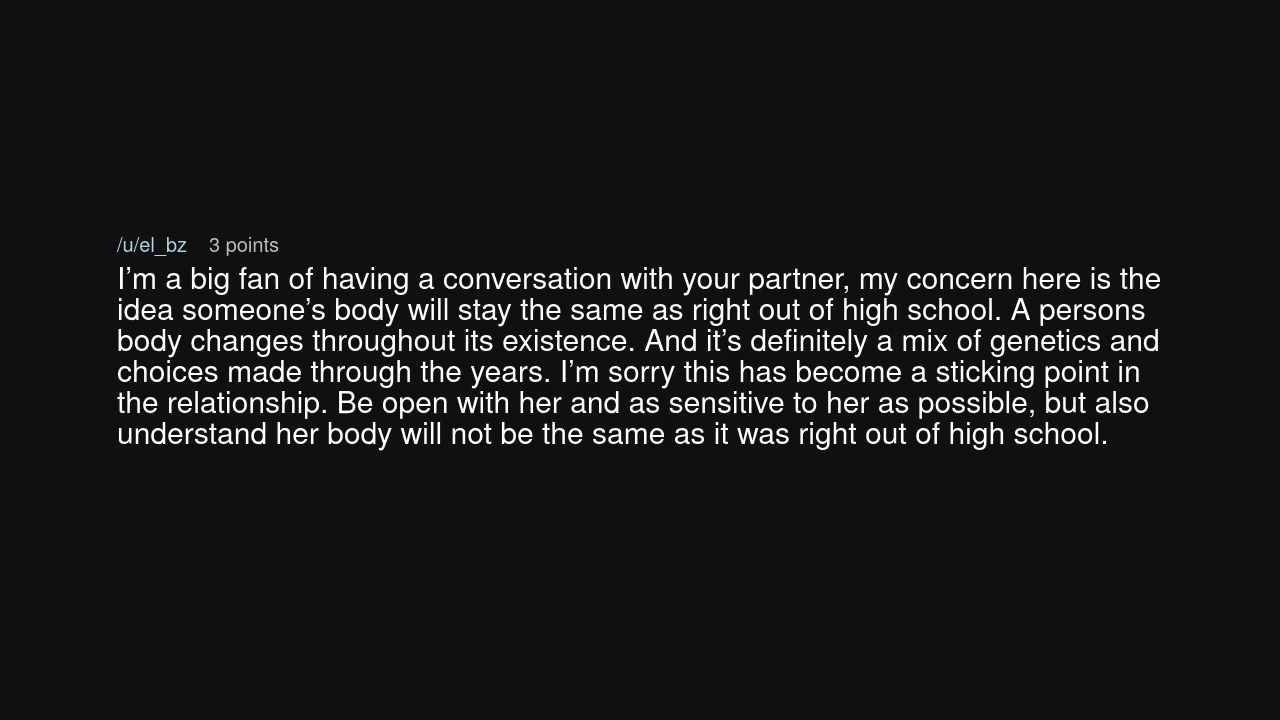 /u/el_bz 3 points
I’m a big fan of having a conversation with your partner, my concern here is the
idea someone’s body will stay the same as right out of high school. A persons
body changes throughout its existence. And it’s definitely a mix of genetics and
choices made through the years. I’m sorry this has become a sticking point in
the relationship. Be open with her and as sensitive to her as possible, but also
understand her body will not be the same as it was right out of high school.